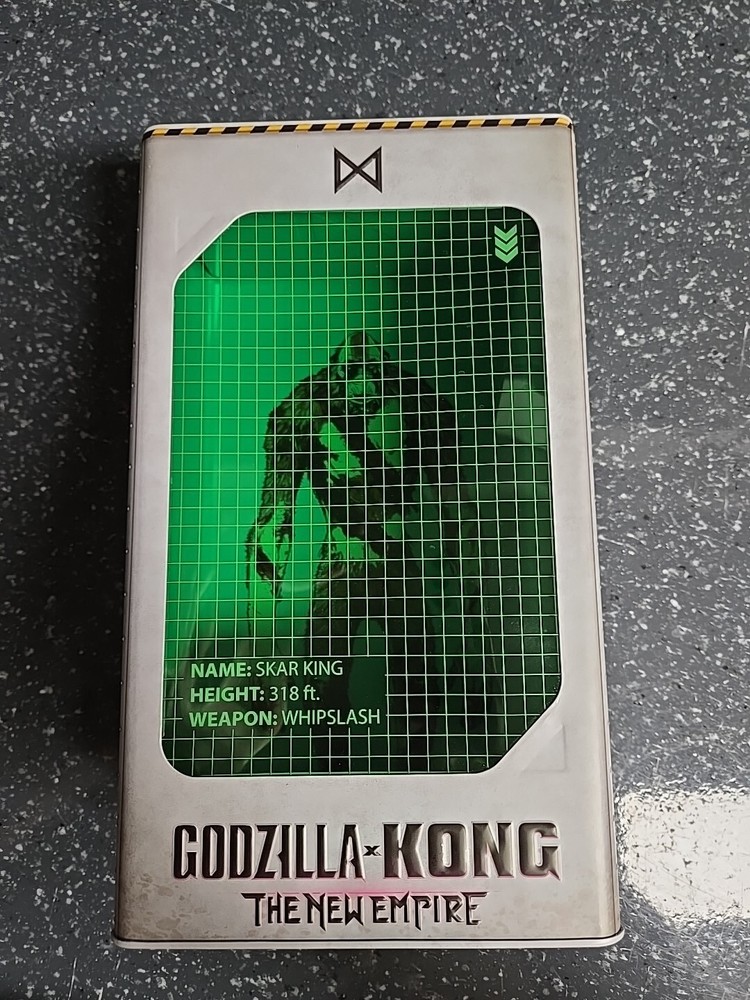 NAME: SKAR KING
HEIGHT: 318 ft.
WEAPON: WHIPSLASH
GODZILLA x KONG
THE NEW EMPIRE